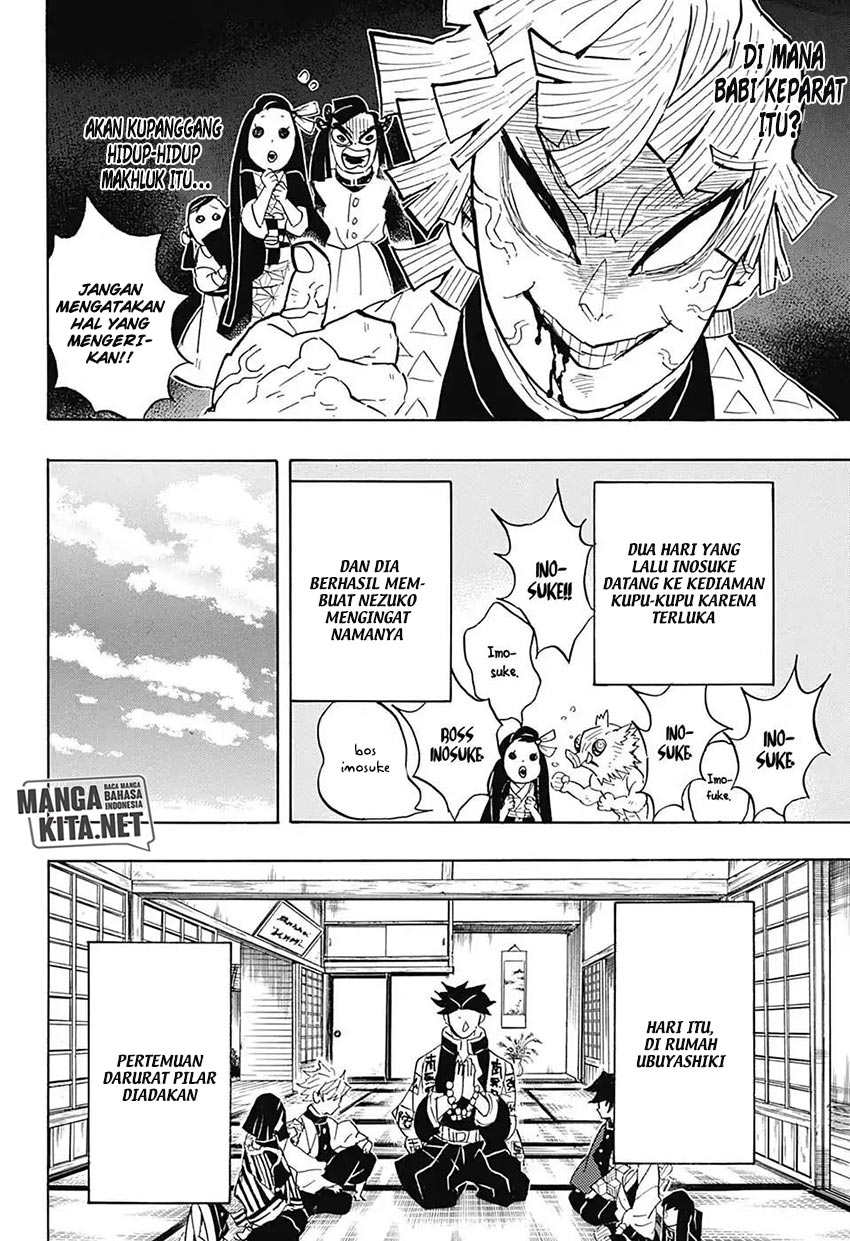 DI MANA
BABI KEPARAT
ITU?
AKAN KUPANGGANG
HIDUP-HIDUP
MAKHLUK ITU...
JANGAN
MENGATAKAN
HAL YANG
MENGERI-
KAN!!
DUA HARI YANG
LALU INOSUKE
DATANG KE KEDIAMAN
KUPU-KUPU KARENA
TERLUKA
DAN DIA
BERHASIL MEM-
BUAT NEZUKO
MENGINGAT
NAMANYA
INO-
SUKE.
Imo-
fuke.
INO-
SUKE.
INO-
SUKE!!
Imo-
suke.
BOSS
INOSUKE.
bos
imosuke
MANGA
KITA.NET
BACA MANGA
BAHASA
INDONESIA
HARI ITU,
DI RUMAH
UBUYASHIKI
PERTEMUAN
DARURAT PILAR
DIADAKAN